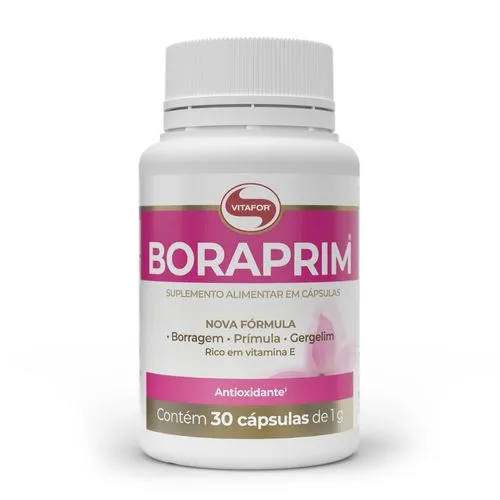 VITAFOR®
BORAPRIM®
SUPLEMENTO ALIMENTAR EM CÁPSULAS
NOVA FÓRMULA
• Borragem • Prímula • Gergelim
Rico em vitamina E
Antioxidante¹
Contém 30 cápsulas de 1 g